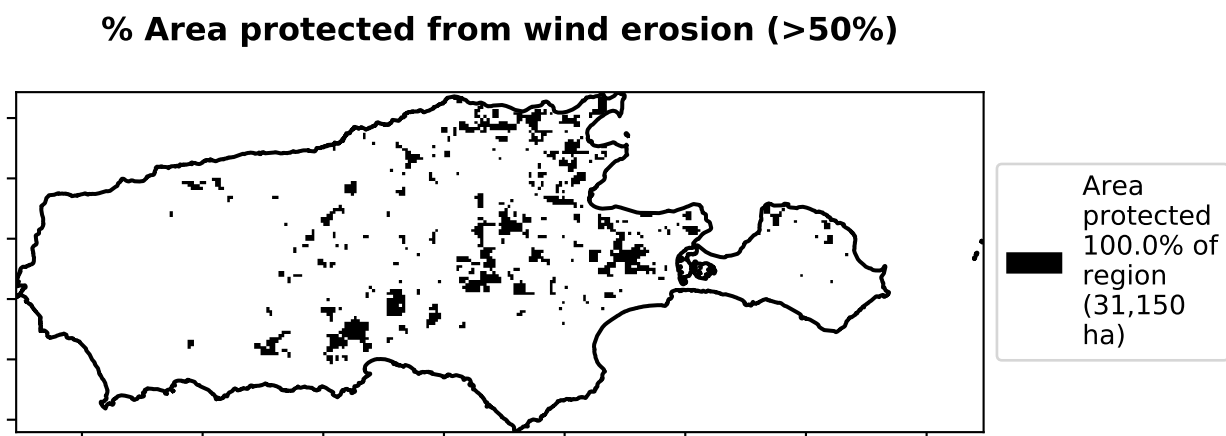 % Area protected from wind erosion (>50%)
Area
protected
100.0% of
region
(31,150
ha)